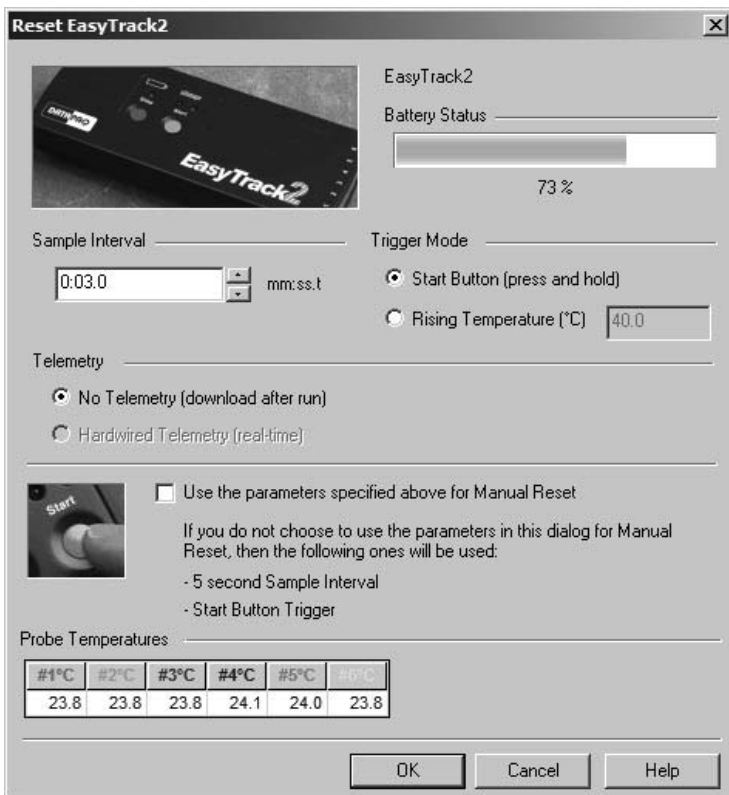 Reset EasyTrack2
DATAPRO
EasyTrack2
EasyTrack2
Battery Status
73 %
Sample Interval
0:03.0
mm:ss.t
Trigger Mode
Start Button (press and hold)
Rising Temperature (°C)
40.0
Telemetry
No Telemetry (download after run)
Hardwired Telemetry (real-time)
Start
Use the parameters specified above for Manual Reset
If you do not choose to use the parameters in this dialog for Manual
Reset, then the following ones will be used:
- 5 second Sample Interval
- Start Button Trigger
Probe Temperatures
#1°C #2°C #3°C #4°C #5°C #6°C
23.8 23.8 23.8 24.1 24.0 23.8
OK Cancel Help